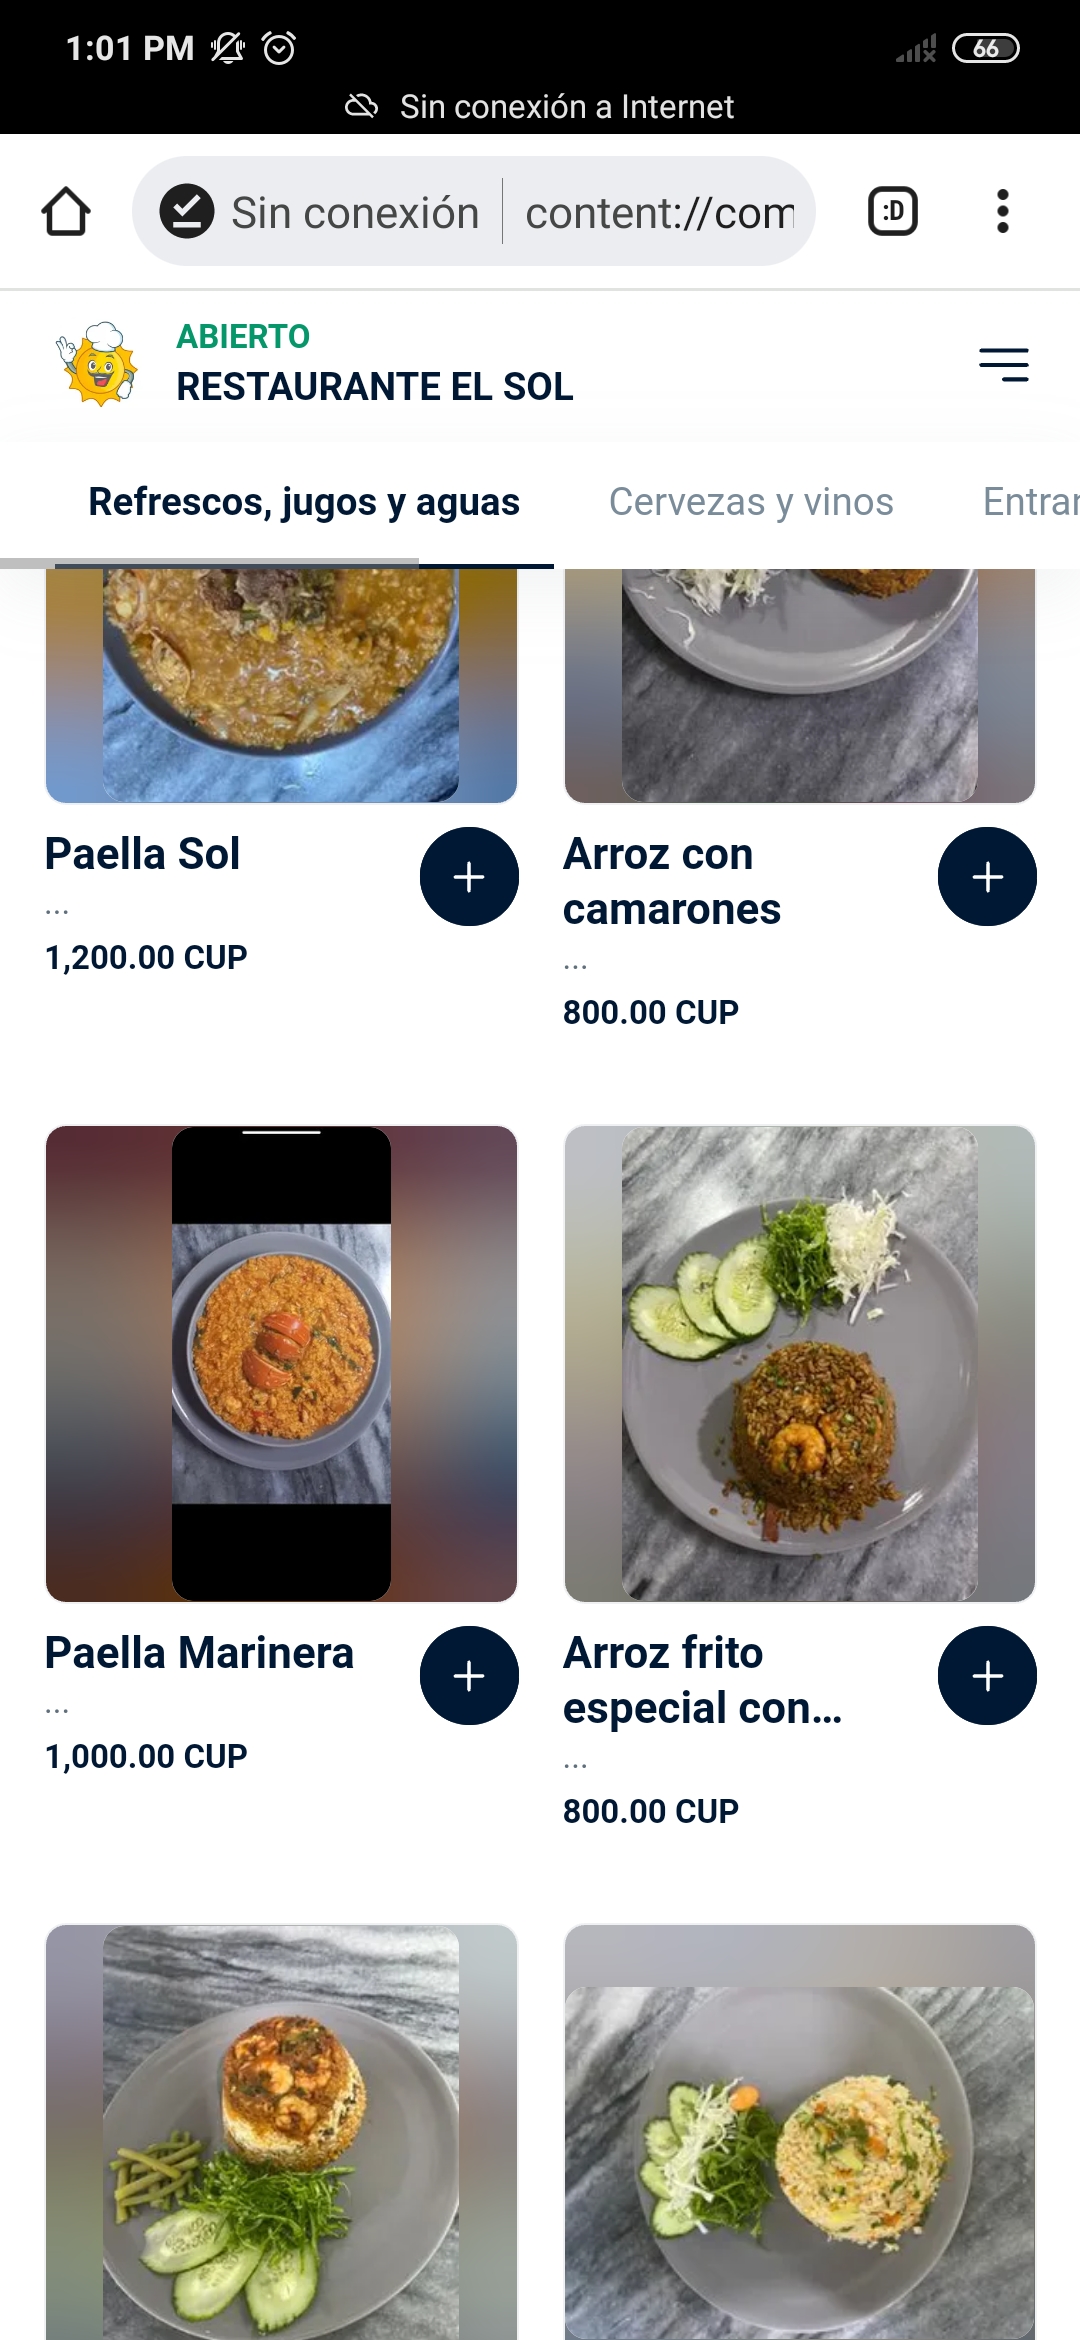 1:01 PM
66
Sin conexión a Internet
Sin conexión
content://com
:D
ABIERTO
RESTAURANTE EL SOL
Refrescos, jugos y aguas
Cervezas y vinos
Entrar
Paella Sol
...
1,200.00 CUP
Arroz con
camarones
...
800.00 CUP
Paella Marinera
...
1,000.00 CUP
Arroz frito
especial con...
...
800.00 CUP